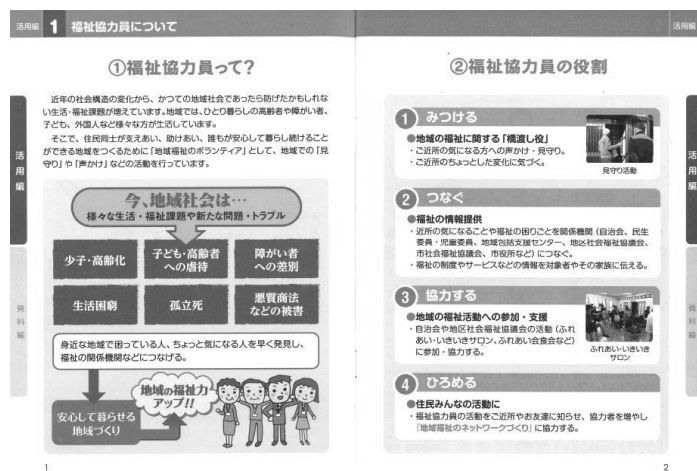 活用編 1 福祉協力員について
活用編
①福祉協力員って？
近年の社会構造の変化から、かつての地域社会であったら防げたかもしれな
い生活・福祉課題が増えています。地域では、ひとり暮らしの高齢者や障がい者、
子ども、外国人など様々な方が生活しています。
そこで、住民同士が支えあい、助けあい、誰もが安心して暮らし続けること
ができる地域をつくるために「地域福祉のボランティア」として、地域での「見
守り」や「声かけ」などの活動を行っています。
今、地域社会は…
様々な生活・福祉課題や新たな問題・トラブル
少子・高齢化
子ども・高齢者
への虐待
障がい者
への差別
生活困窮
孤立死
悪質商法
などの被害
身近な地域で困っている人、ちょっと気になる人を早く発見し、
福祉の関係機関などにつなげる。
地域の福祉力
アップ!!
安心して暮らせる
地域づくり
活用編
資料編
1
②福祉協力員の役割
1 みつける
●地域の福祉に関する「橋渡し役」
・ご近所の気になる方への声かけ・見守り。
・ご近所のちょっとした変化に気づく。
見守り活動
2 つなぐ
●福祉の情報提供
・近所の気になることや福祉の困りごとを関係機関（自治会、民生
委員・児童委員、地域包括支援センター、地区社会福祉協議会、
市社会福祉協議会、市役所など）につなぐ。
・福祉の制度やサービスなどの情報を対象者やその家族に伝える。
3 協力する
●地域の福祉活動への参加・支援
・自治会や地区社会福祉協議会の活動（ふれ
あい・いきいきサロン、ふれあい会食会など）
に参加・協力する。
ふれあい・いきいき
サロン
4 ひろめる
●住民みんなの活動に
・福祉協力員の活動をご近所やお友達に知らせ、協力者を増やし
「地域福祉のネットワークづくり」に協力する。
活用編
資料編
2